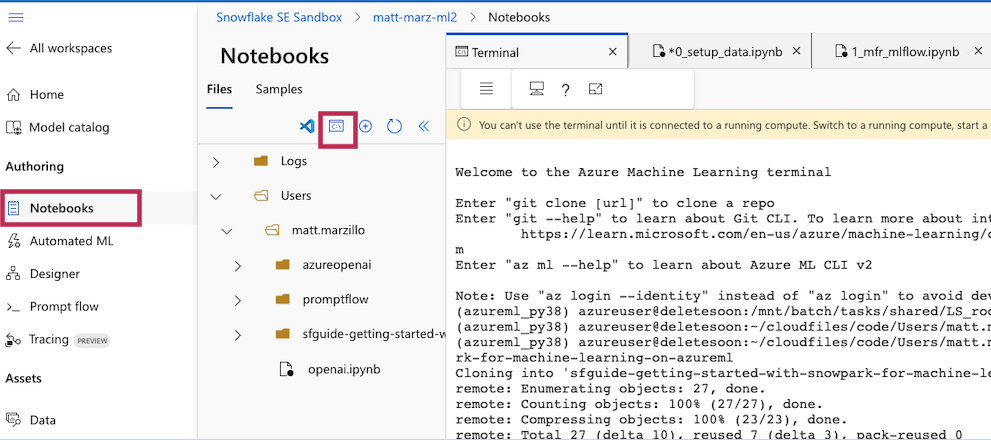 Snowflake SE Sandbox > matt-marz-ml2 > Notebooks
All workspaces
Home
Model catalog
Authoring
Notebooks
Automated ML
Designer
Prompt flow
Tracing PREVIEW
Assets
Data
Notebooks
Files Samples
Logs
Users
matt.marzillo
azureopenai
promptflow
sfguide-getting-started-w
openai.ipynb
Terminal
*0_setup_data.ipynb
1_mfr_mlflow.ipynb
You can't use the terminal until it is connected to a running compute. Switch to a running compute, start a
Welcome to the Azure Machine Learning terminal
Enter "git clone [url]" to clone a repo
Enter "git --help" to learn about Git CLI. To learn more about int
https://learn.microsoft.com/en-us/azure/machine-learning/
m
Enter "az ml --help" to learn about Azure ML CLI v2
Note: Use "az login --identity" instead of "az login" to avoid dev
(azureml_py38) azureuser@deletesoon:/mnt/batch/tasks/shared/LS_roo
(azureml_py38) azureuser@deletesoon:~/cloudfiles/code/Users/matt.m
(azureml_py38) azureuser@deletesoon:~/cloudfiles/code/Users/matt.m
rk-for-machine-learning-on-azureml
Cloning into 'sfguide-getting-started-with-snowpark-for-machine-le
remote: Enumerating objects: 27, done.
remote: Counting objects: 100% (27/27), done.
remote: Compressing objects: 100% (23/23), done.
remote: Total 27 (delta 10), reused 7 (delta 3), pack-reused 0